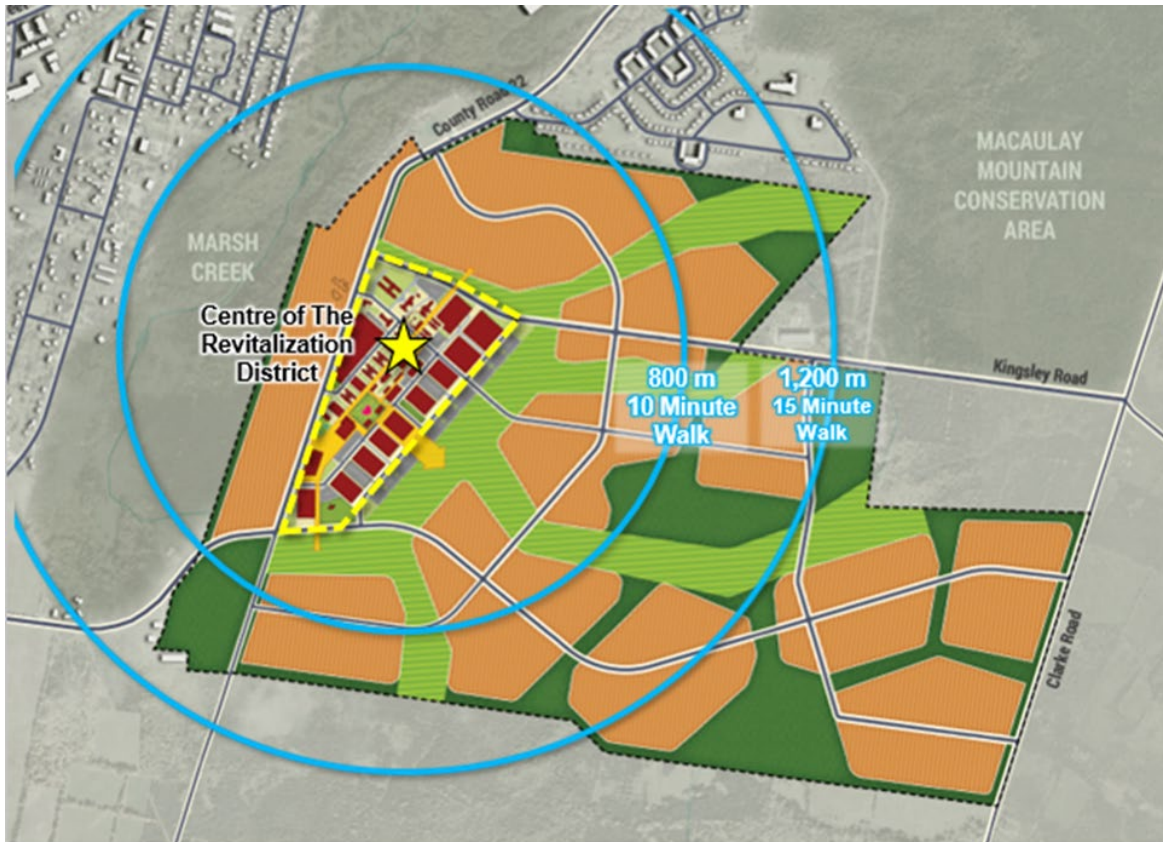 County Road 22
MACAULAY
MOUNTAIN
CONSERVATION
AREA
MARSH
CREEK
Centre of The
Revitalization
District
800 m
10 Minute
Walk
1,200 m
15 Minute
Walk
Kingsley Road
Clarke Road